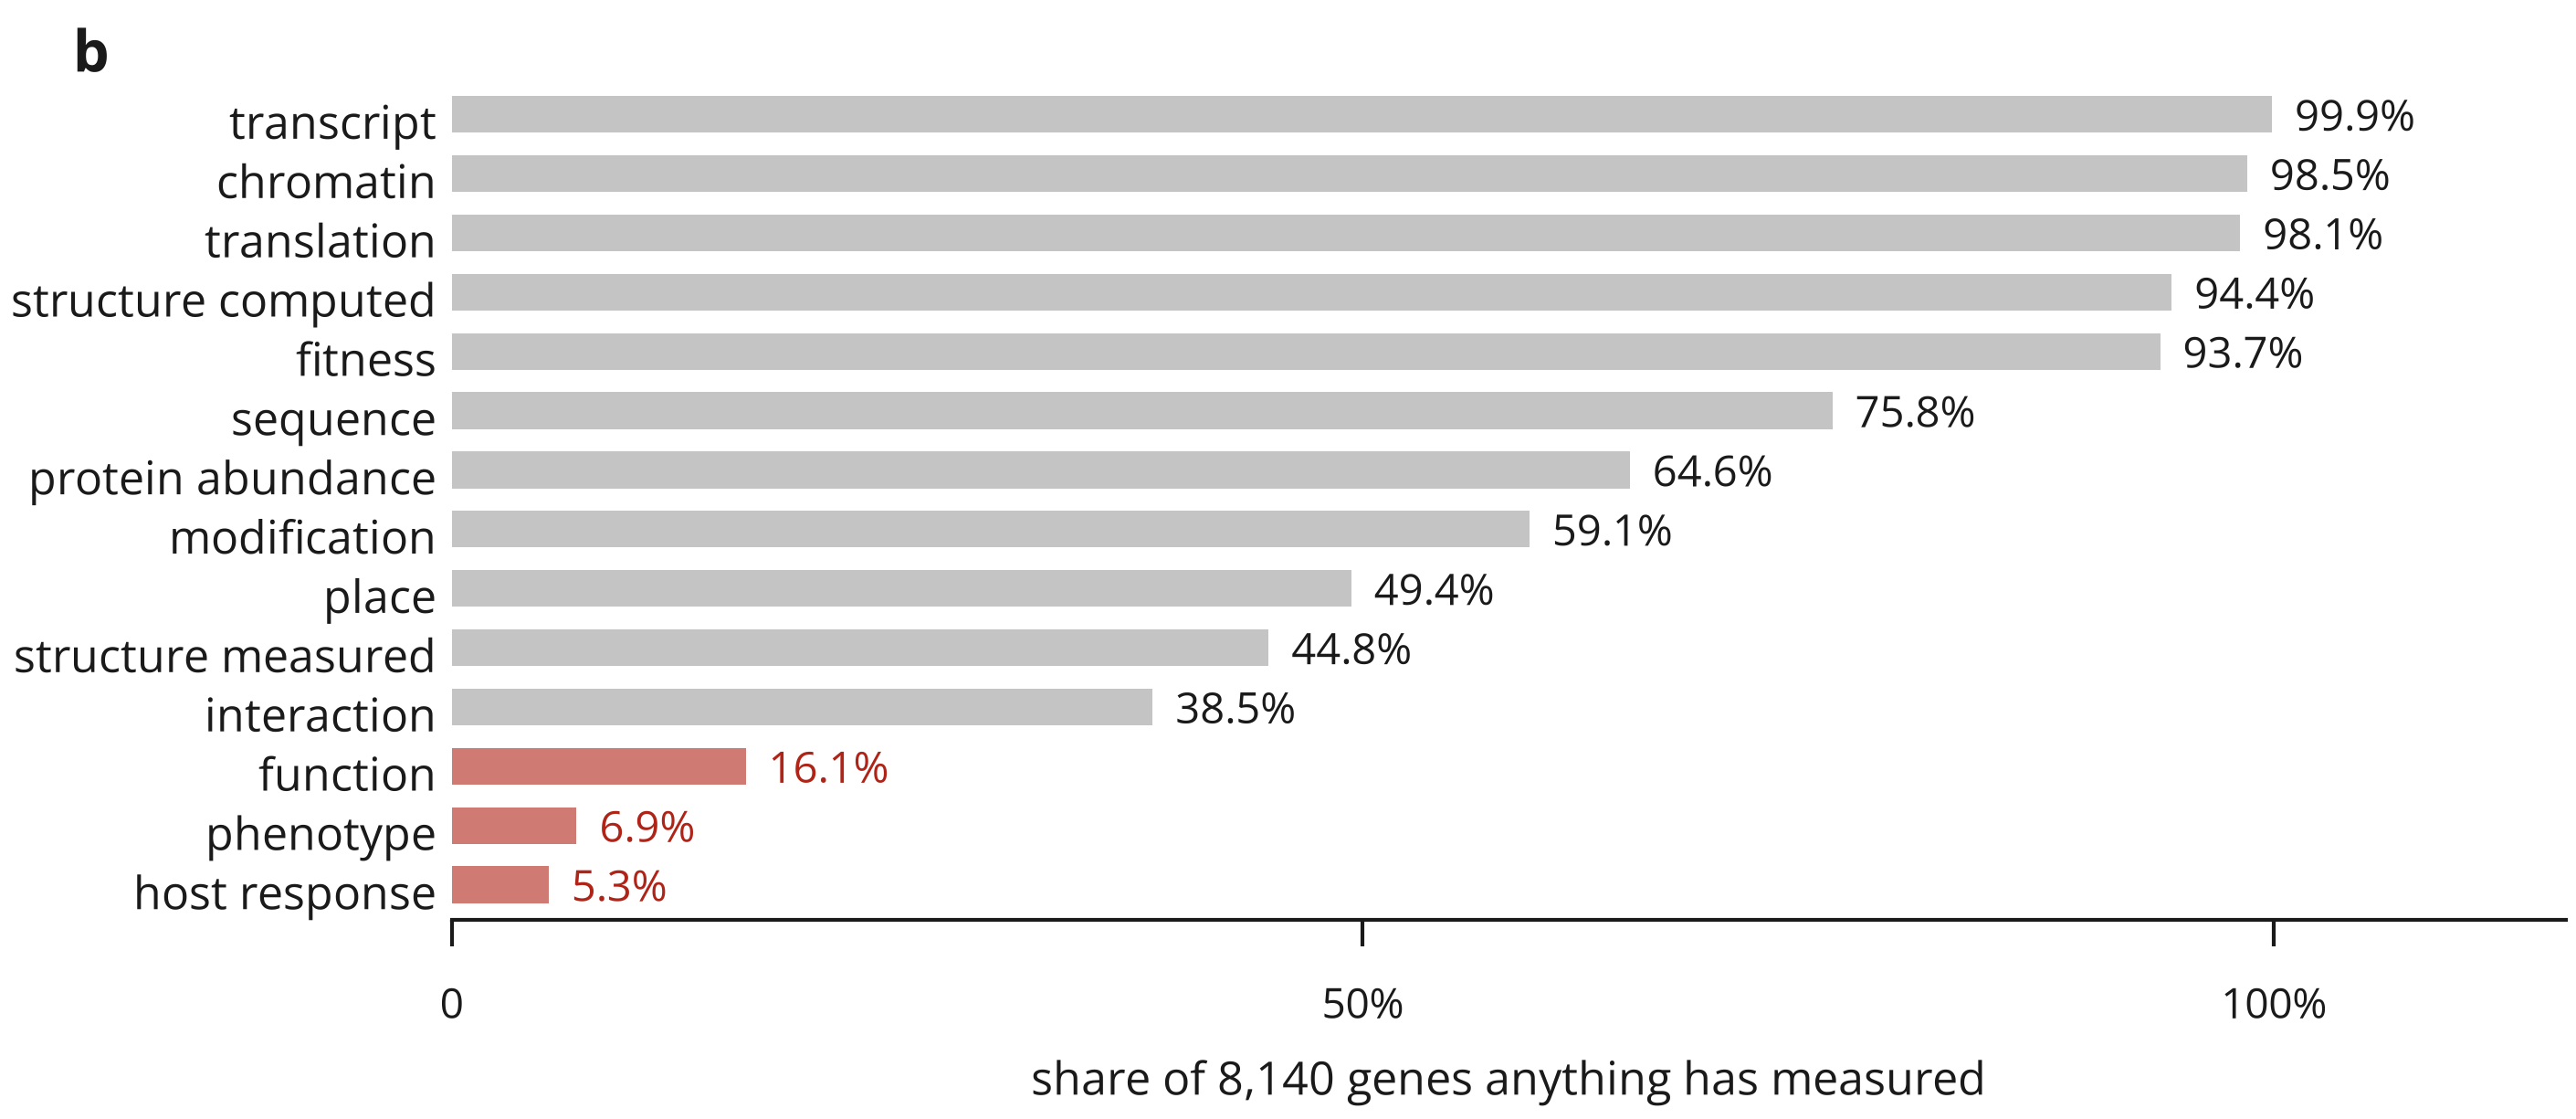 b
transcript 99.9%
chromatin 98.5%
translation 98.1%
structure computed 94.4%
fitness 93.7%
sequence 75.8%
protein abundance 64.6%
modification 59.1%
place 49.4%
structure measured 44.8%
interaction 38.5%
function 16.1%
phenotype 6.9%
host response 5.3%
0 50% 100%
share of 8,140 genes anything has measured